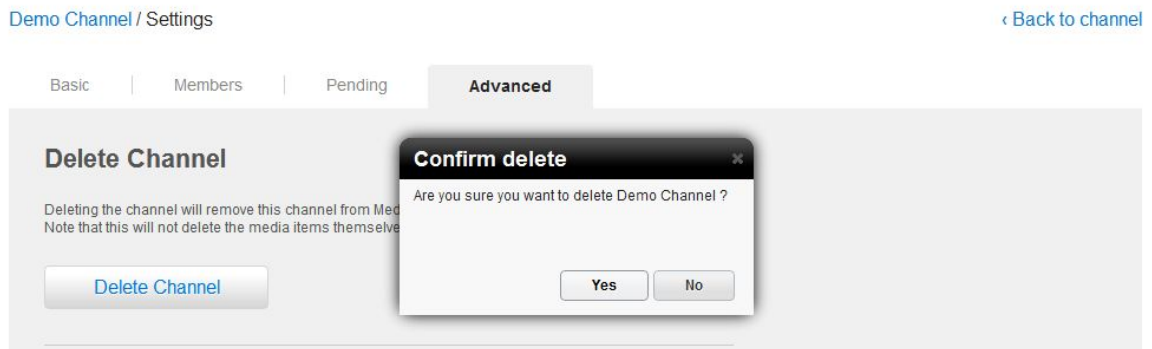 Demo Channel / Settings
‹ Back to channel
Basic
Members
Pending
Advanced
Delete Channel
Deleting the channel will remove this channel from
Note that this will not delete the media items
Delete Channel
Confirm delete
Are you sure you want to delete Demo Channel ?
Yes
No